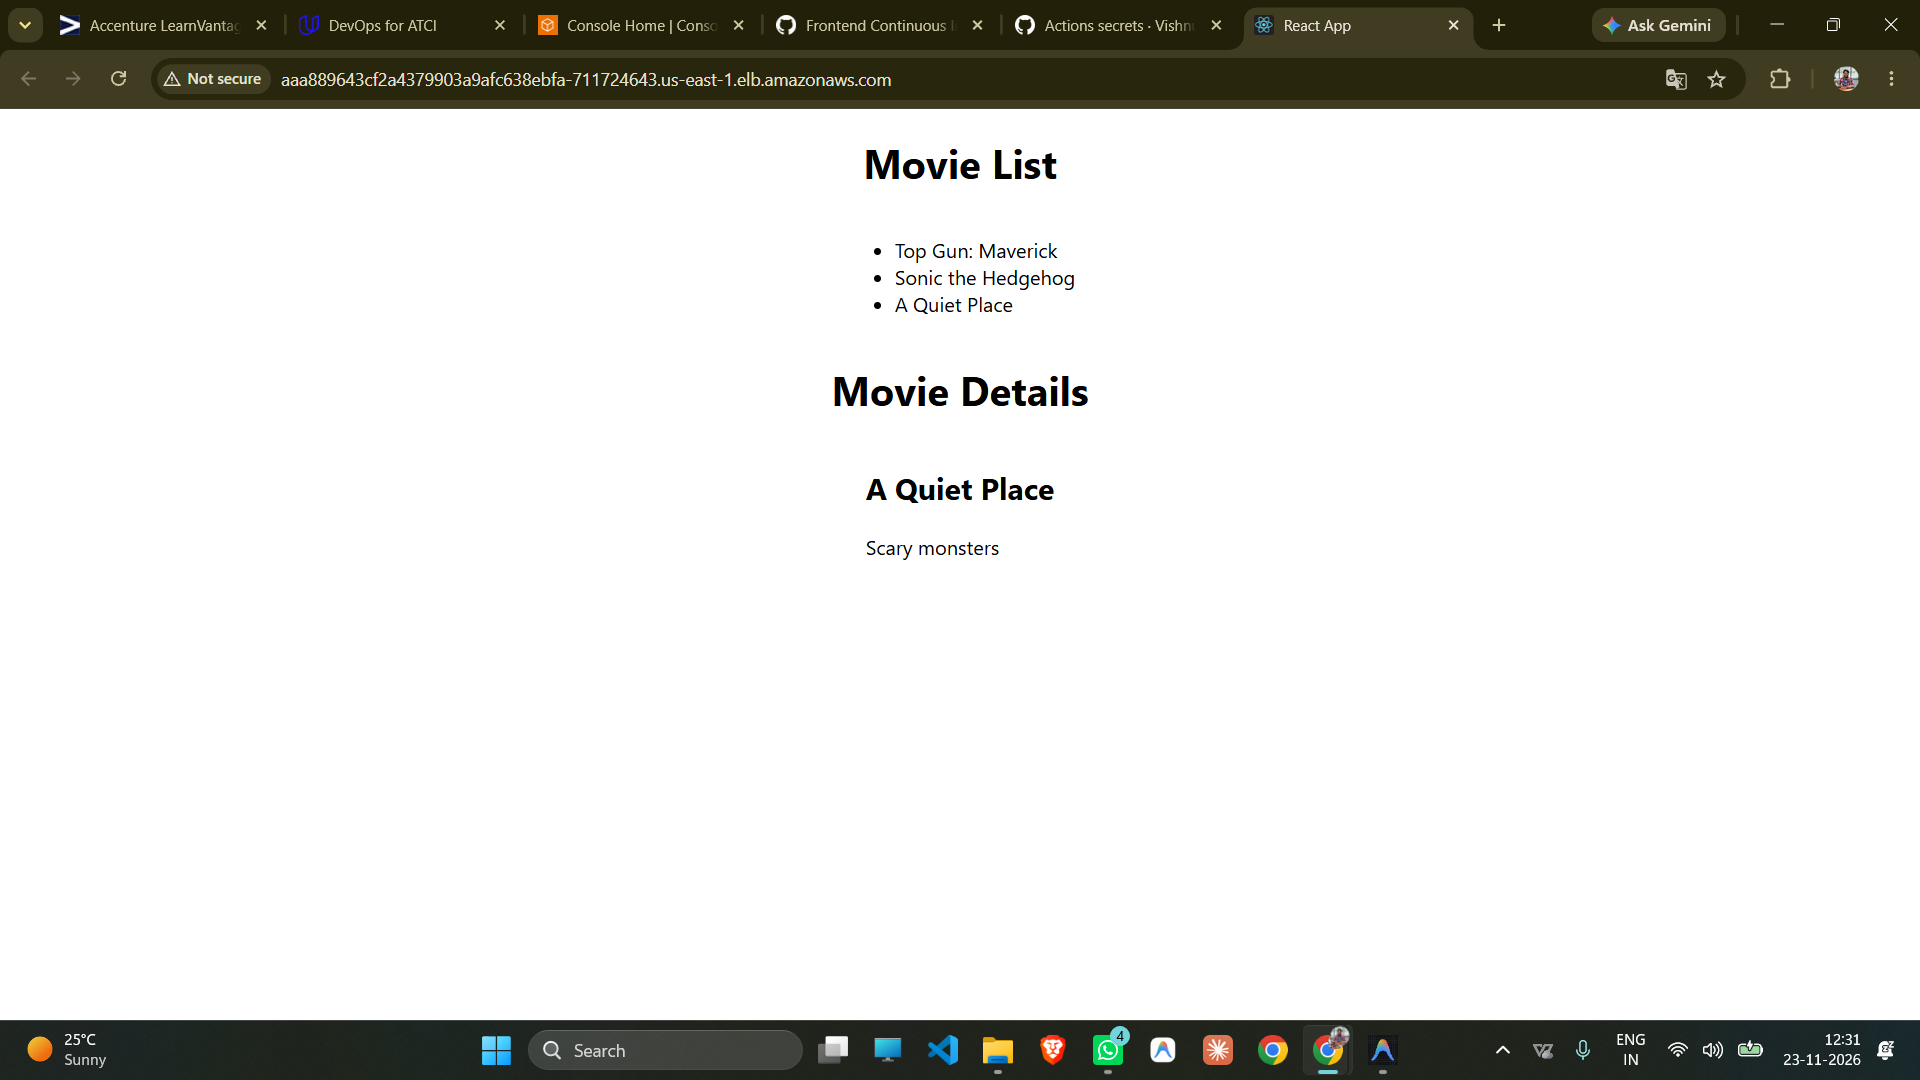 Accenture LearnVantag
DevOps for ATCI
Console Home | Conso
Frontend Continuous I
Actions secrets · Vishnu
React App
Ask Gemini
Not secure
aaa889643cf2a4379903a9afc638ebfa-711724643.us-east-1.elb.amazonaws.com
Movie List
Top Gun: Maverick
Sonic the Hedgehog
A Quiet Place
Movie Details
A Quiet Place
Scary monsters
25°C
Sunny
Search
4
ENG
IN
12:31
23-11-2026